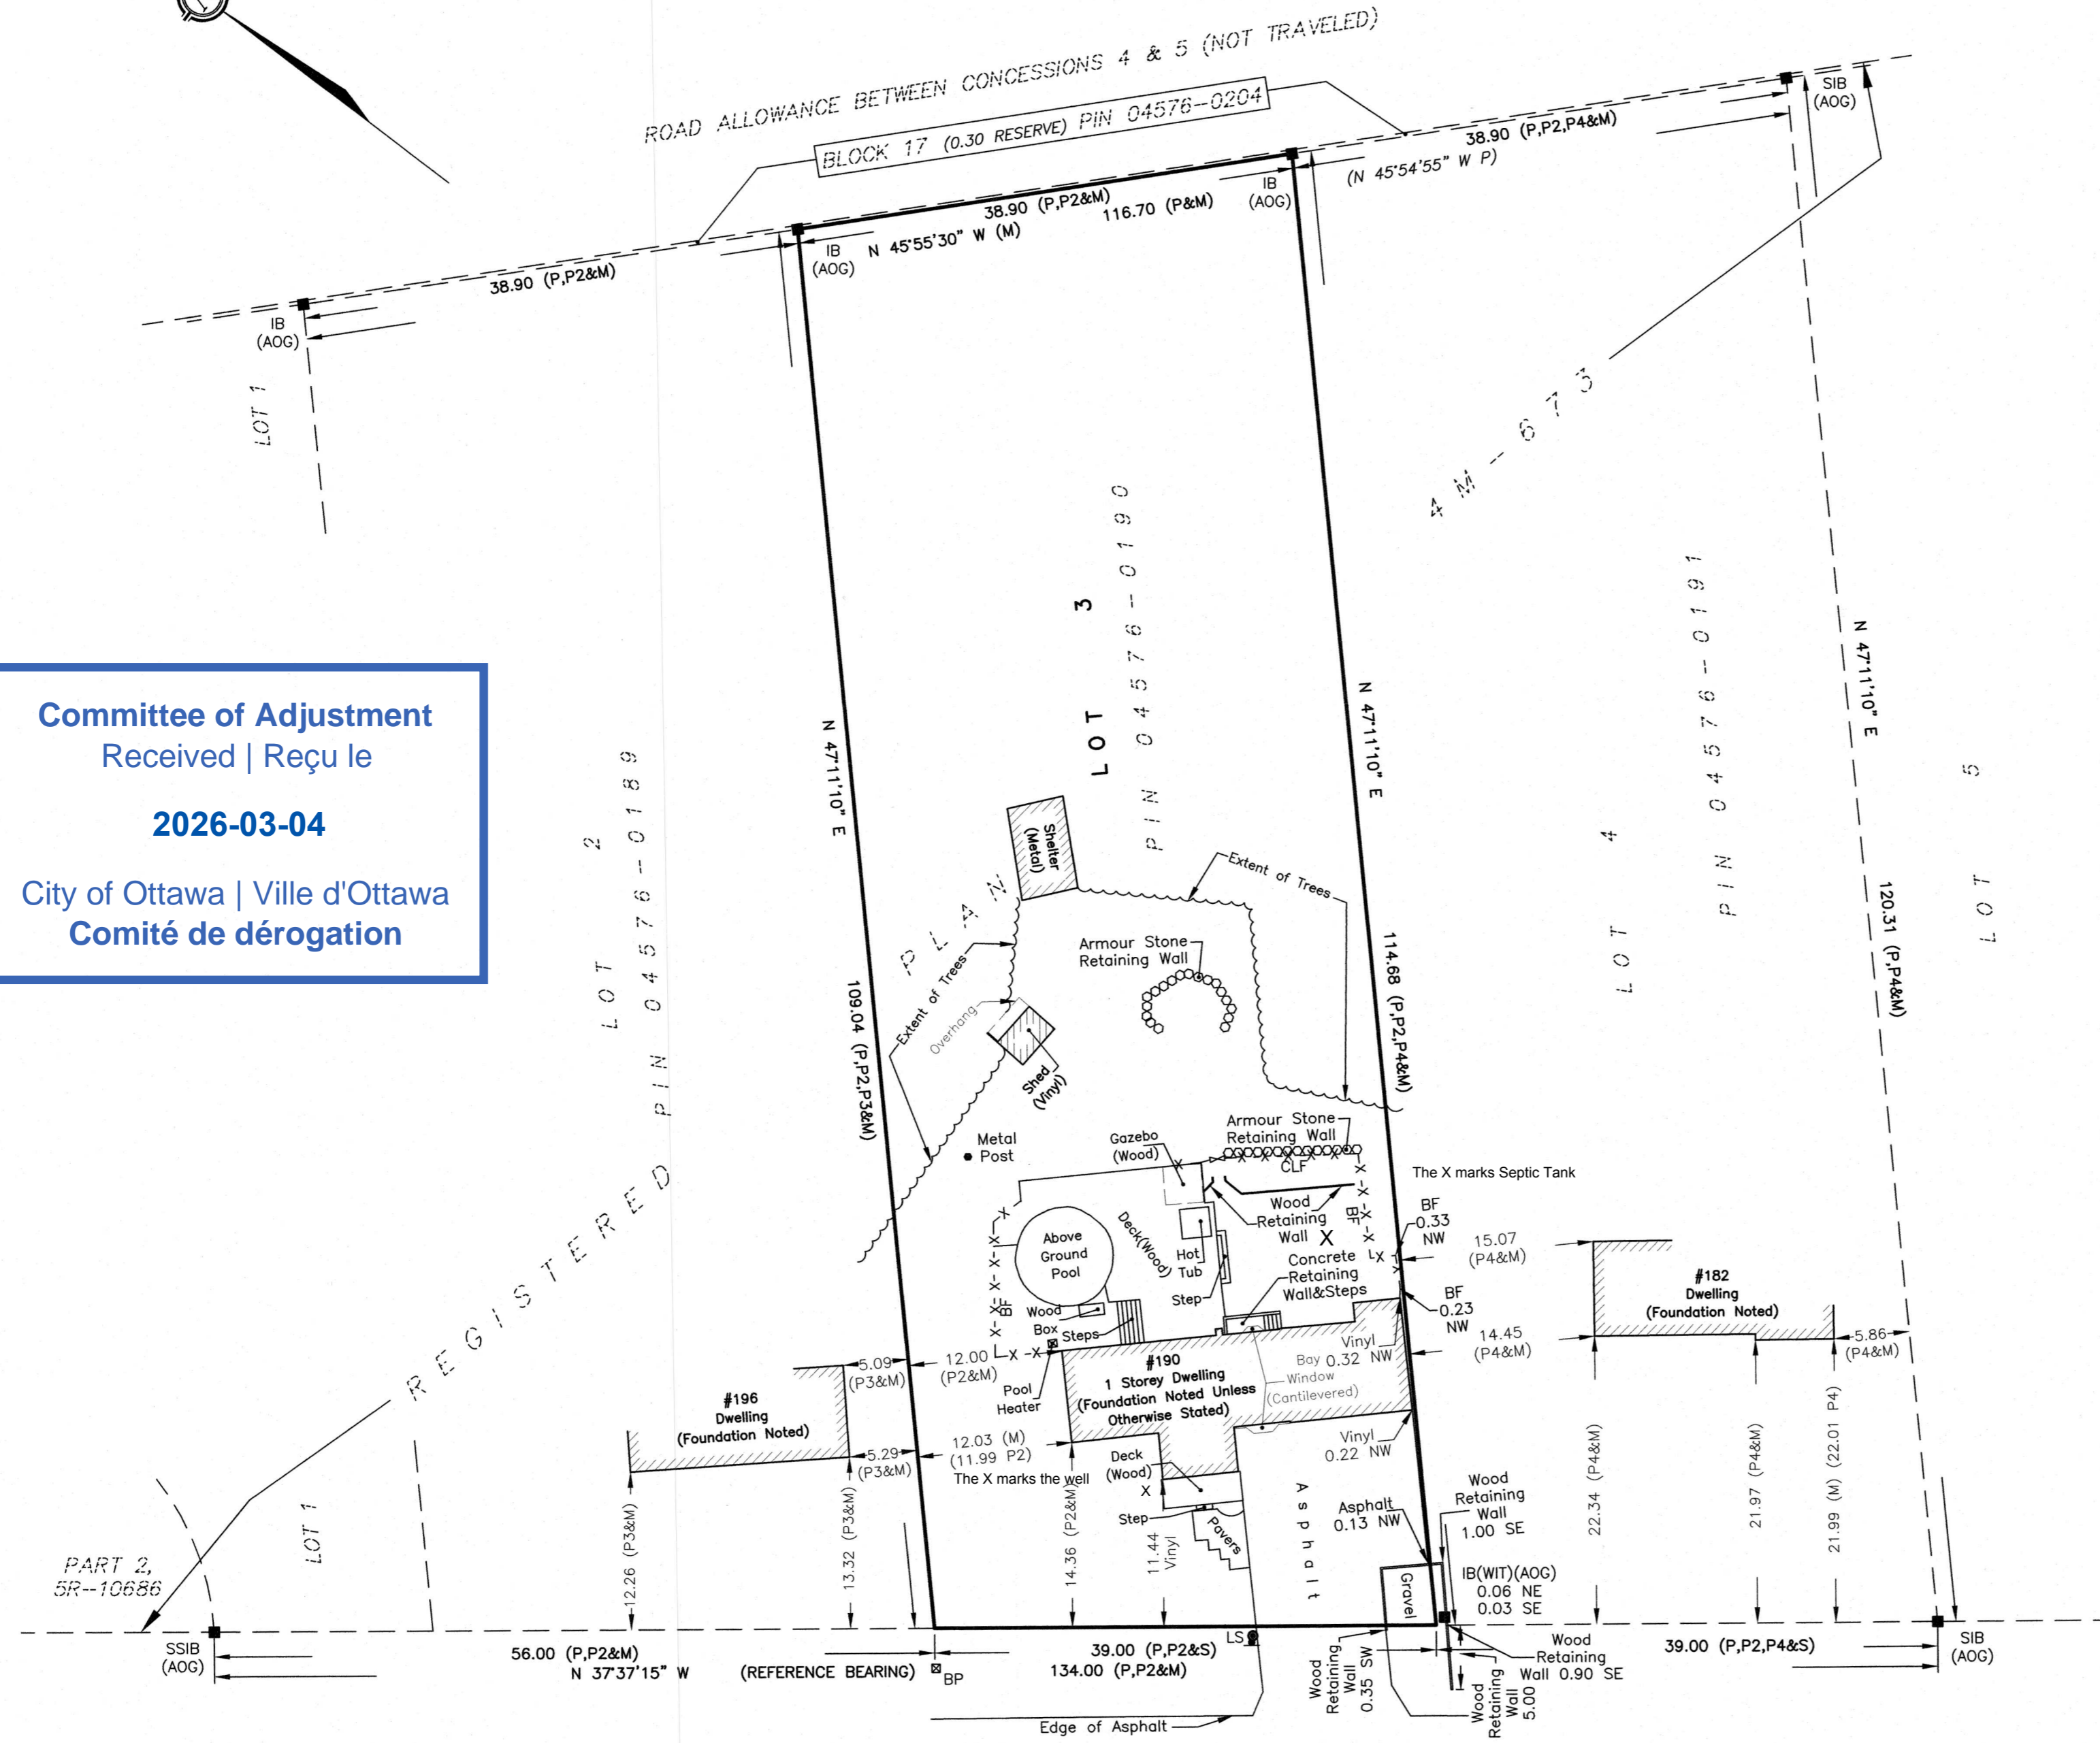 ROAD ALLOWANCE BETWEEN CONCESSIONS 4 & 5 (NOT TRAVELED)
BLOCK 17 (0.30 RESERVE) PIN 04576-0204
SIB
(AOG)
38.90 (P,P2,P4&M)
(N 45°54'55" W P)
IB
(AOG)
38.90 (P,P2&M)
116.70 (P&M)
N 45°55'30" W (M)
IB
(AOG)
38.90 (P,P2&M)
IB
(AOG)
LOT 1
4M-673
LOT 3
PIN 04576-0190
PIN 04576-0191
LOT 4
LOT 5
N 47°11'10" E
120.31 (P,P4&M)
N 47°11'10" E
114.68 (P,P2,P4&M)
N 47°11'10" E
109.04 (P,P2,P3&M)
LOT 2
PIN 04576-0189
Committee of Adjustment
Received | Reçu le
2026-03-04
City of Ottawa | Ville d'Ottawa
Comité de dérogation
REGISTERED PLAN
Shelter
(Metal)
Extent of Trees
Extent of Trees
Overhang
Armour Stone
Retaining Wall
Shed
(Vinyl)
Metal
Post
Gazebo
(Wood)
Armour Stone
Retaining Wall
CLF
The X marks Septic Tank
Wood
Retaining
Wall X
BF
BF
0.33
NW
15.07
(P4&M)
Above
Ground
Pool
Deck(Wood)
Hot
Tub
Concrete
Retaining
Wall&Steps
Step
BF
Wood
Box
Steps
BF
0.23
NW
14.45
(P4&M)
#182
Dwelling
(Foundation Noted)
5.86
(P4&M)
Vinyl
0.32 NW
Bay
Window
(Cantilevered)
#190
1 Storey Dwelling
(Foundation Noted Unless
Otherwise Stated)
5.09
(P3&M)
12.00
(P2&M)
Pool
Heater
#196
Dwelling
(Foundation Noted)
5.29
(P3&M)
12.03 (M)
(11.99 P2)
The X marks the well
Deck
(Wood)
X
Vinyl
0.22 NW
Step
Pavers
Asphalt
Asphalt
0.13 NW
Wood
Retaining
Wall
1.00 SE
22.34 (P4&M)
21.97 (P4&M)
21.99 (M) (22.01 P4)
12.26 (P3&M)
13.32 (P3&M)
14.36 (P2&M)
11.44
Vinyl
Gravel
IB(WIT)(AOG)
0.06 NE
0.03 SE
PART 2,
5R-10686
LOT 1
SSIB
(AOG)
56.00 (P,P2&M)
N 37°37'15" W
(REFERENCE BEARING)
BP
39.00 (P,P2&S)
134.00 (P,P2&M)
LS
Edge of Asphalt
Wood
Retaining
Wall
0.35 SW
Wood
Retaining
Wall
5.00
Wood
Retaining
Wall 0.90 SE
39.00 (P,P2,P4&S)
SIB
(AOG)